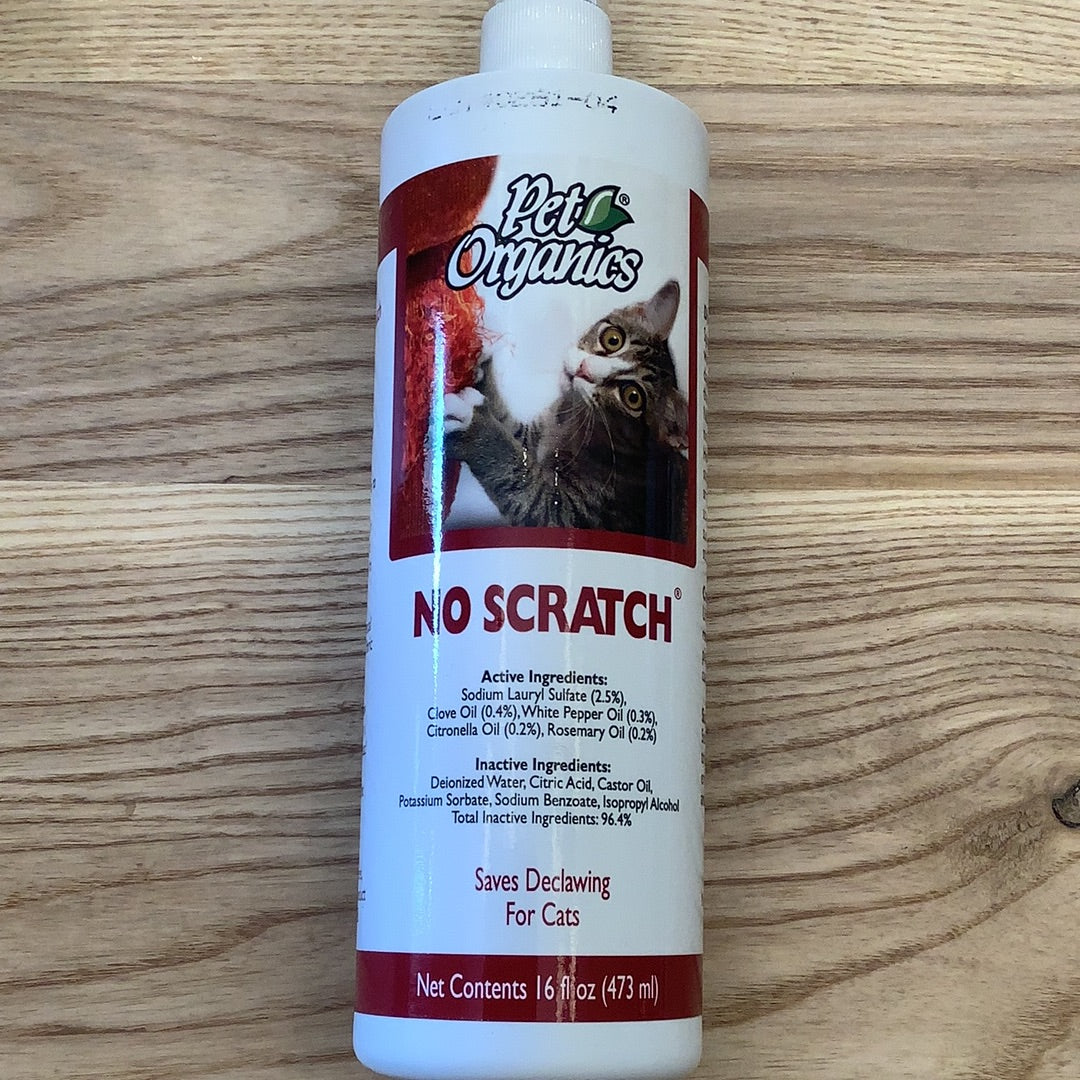 Pet
Organics®
NO SCRATCH®
Active Ingredients:
Sodium Lauryl Sulfate (2.5%),
Clove Oil (0.4%), White Pepper Oil (0.3%),
Citronella Oil (0.2%), Rosemary Oil (0.2%)
Inactive Ingredients:
Deionized Water, Citric Acid, Castor Oil,
Potassium Sorbate, Sodium Benzoate, Isopropyl Alcohol
Total Inactive Ingredients: 96.4%
Saves Declawing
For Cats
Net Contents 16 fl oz (473 ml)